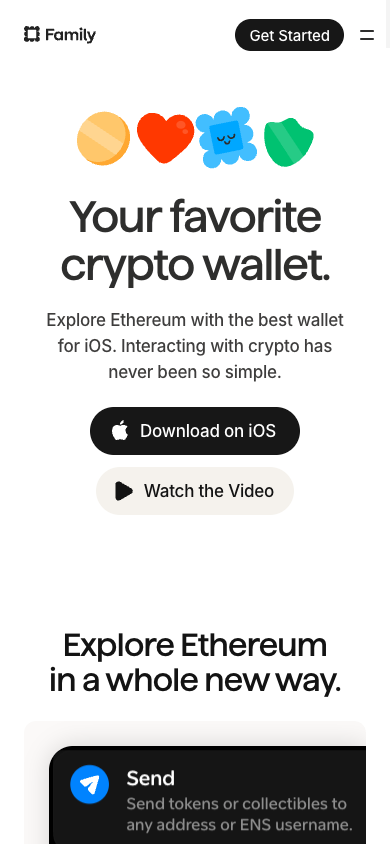 Family
Get Started
Your favorite
crypto wallet.
Explore Ethereum with the best wallet
for iOS. Interacting with crypto has
never been so simple.
Download on iOS
Watch the Video
Explore Ethereum
in a whole new way.
Send
Send tokens or collectibles to
any address or ENS username.